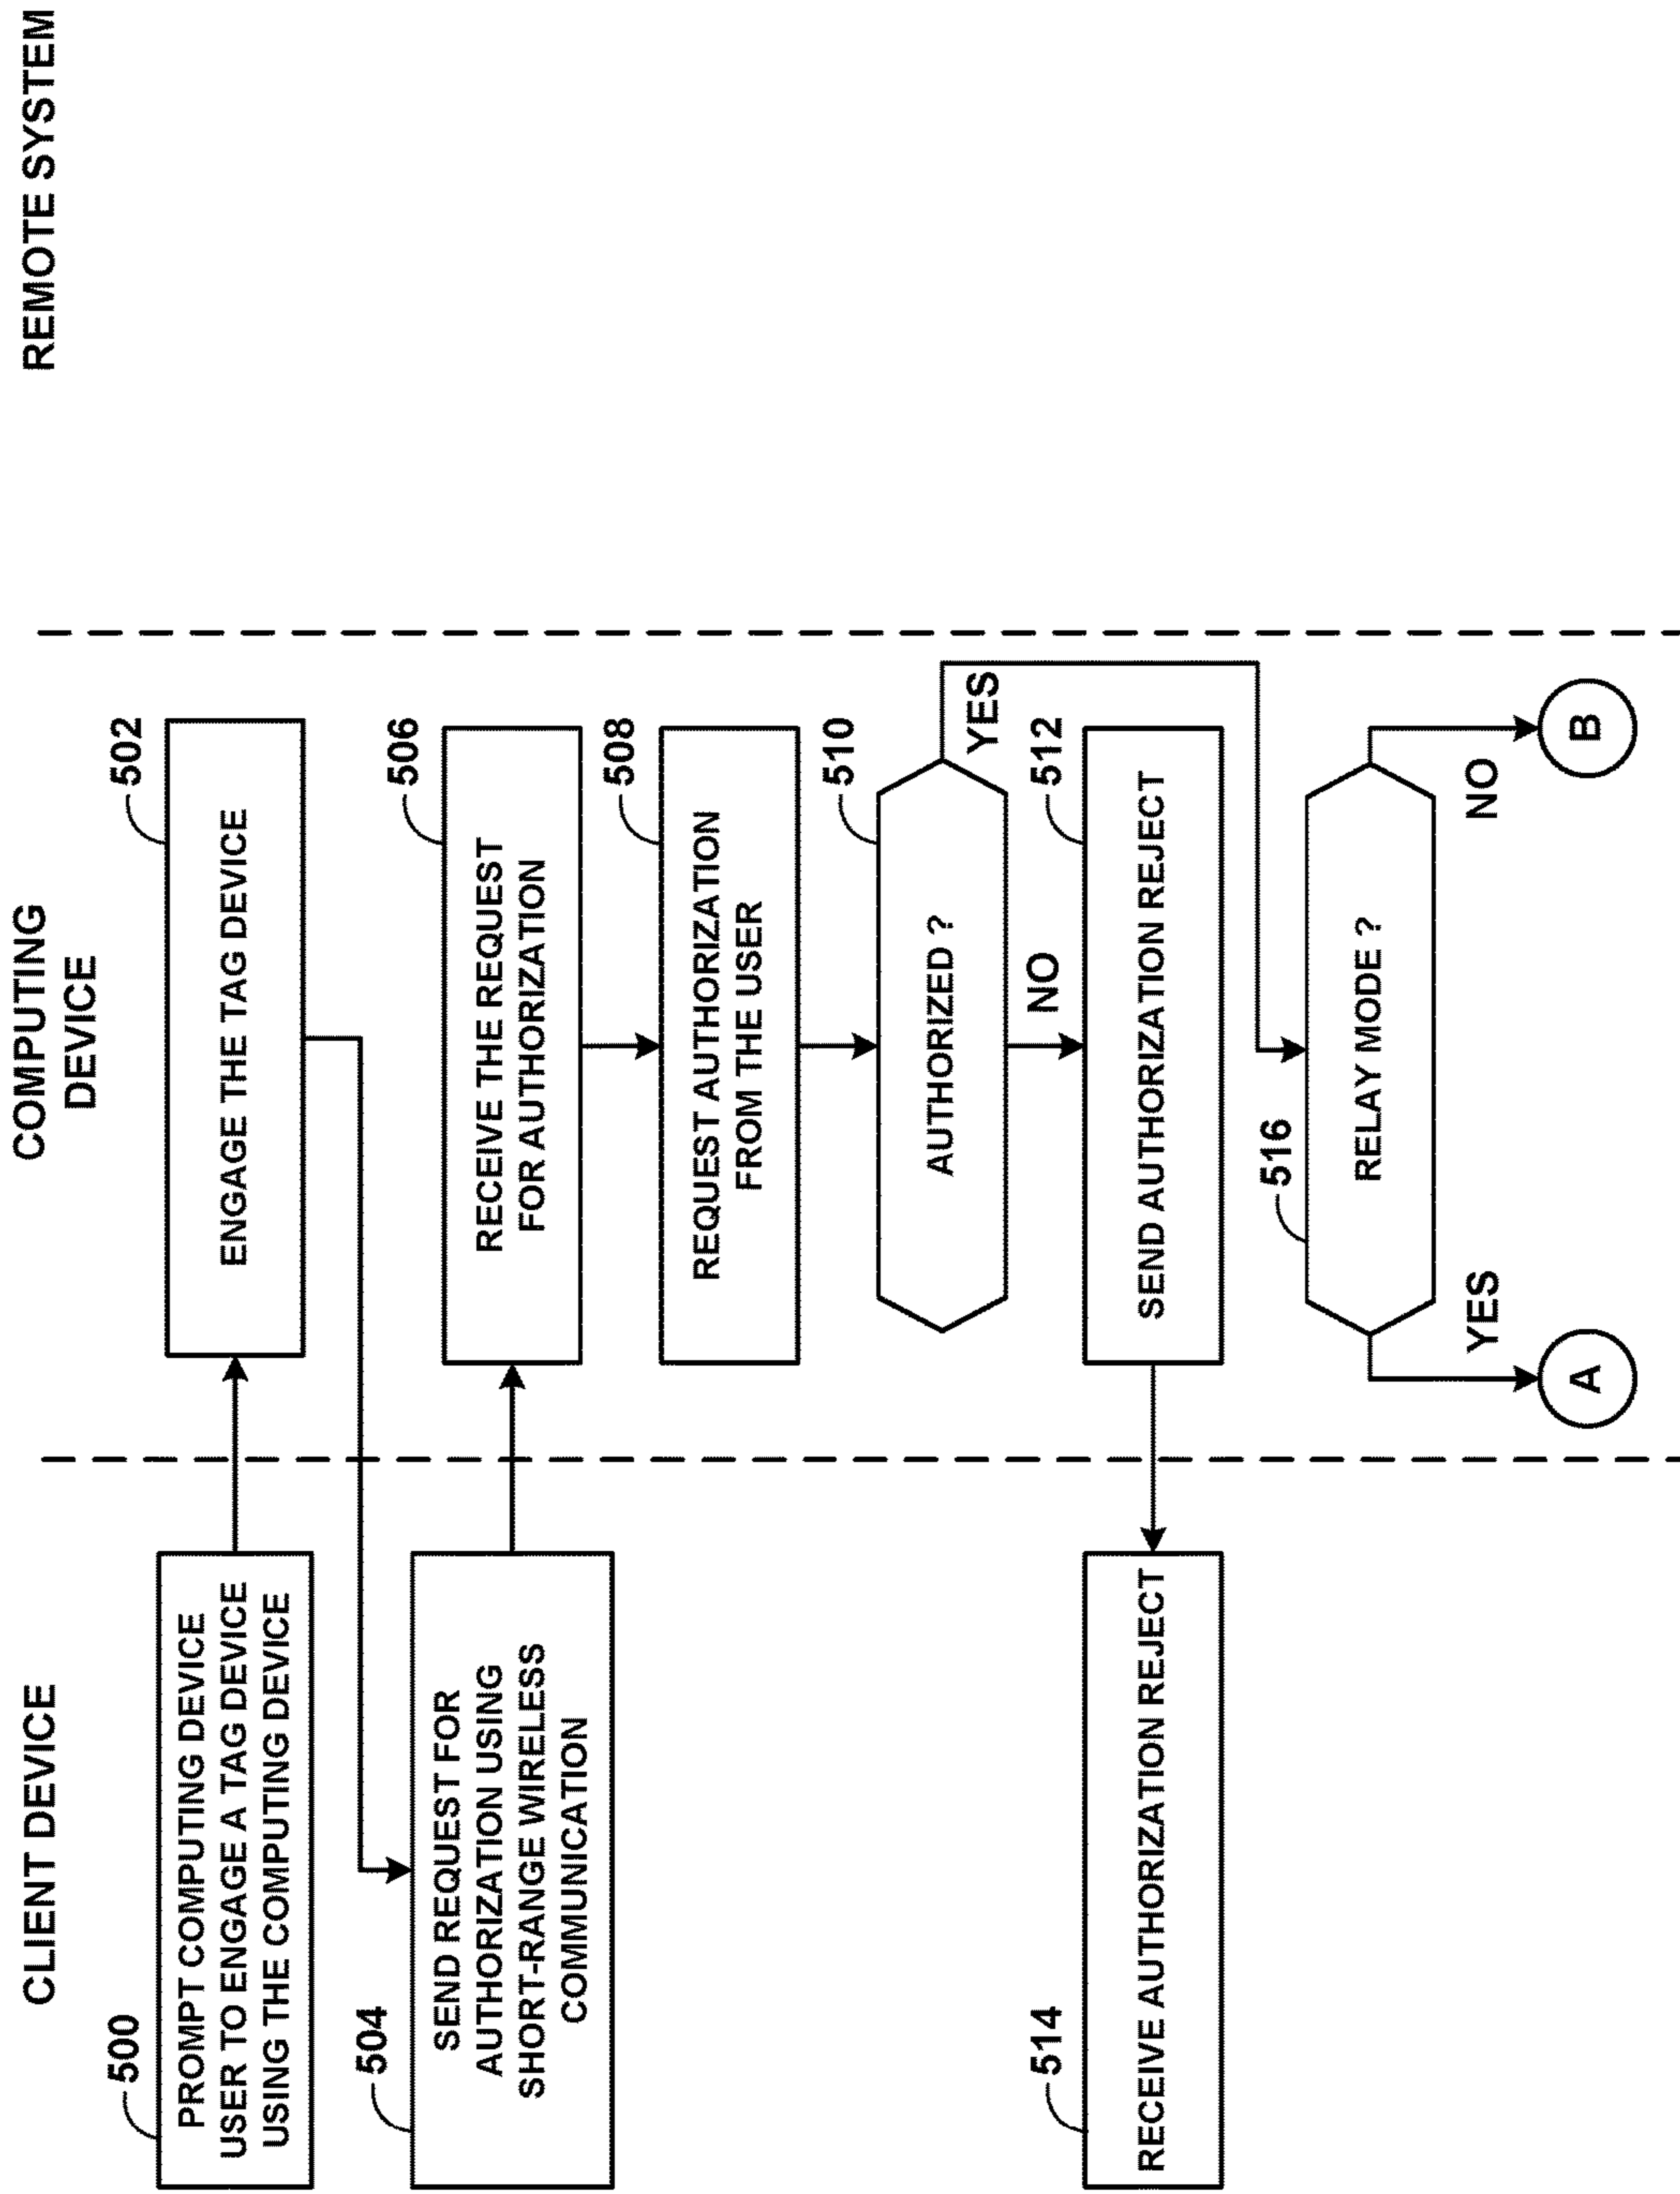 CLIENT DEVICE
COMPUTING
DEVICE
REMOTE SYSTEM
500
PROMPT COMPUTING DEVICE
USER TO ENGAGE A TAG DEVICE
USING THE COMPUTING DEVICE
502
ENGAGE THE TAG DEVICE
504
SEND REQUEST FOR
AUTHORIZATION USING
SHORT-RANGE WIRELESS
COMMUNICATION
506
RECEIVE THE REQUEST
FOR AUTHORIZATION
508
REQUEST AUTHORIZATION
FROM THE USER
510
AUTHORIZED ?
YES
NO
512
SEND AUTHORIZATION REJECT
514
RECEIVE AUTHORIZATION REJECT
516
RELAY MODE ?
YES
NO
A
B